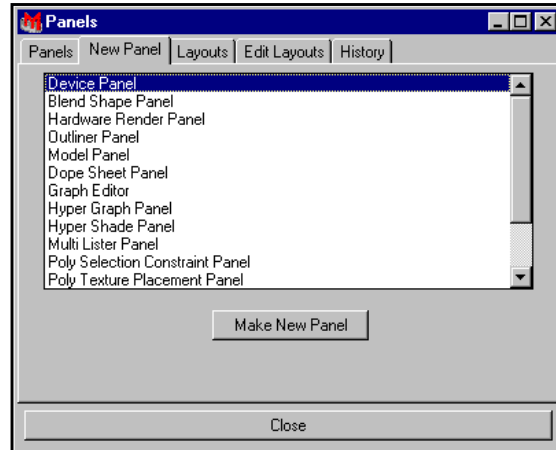 Panels
Panels New Panel Layouts Edit Layouts History
Device Panel
Blend Shape Panel
Hardware Render Panel
Outliner Panel
Model Panel
Dope Sheet Panel
Graph Editor
Hyper Graph Panel
Hyper Shade Panel
Multi Lister Panel
Poly Selection Constraint Panel
Poly Texture Placement Panel
Make New Panel
Close